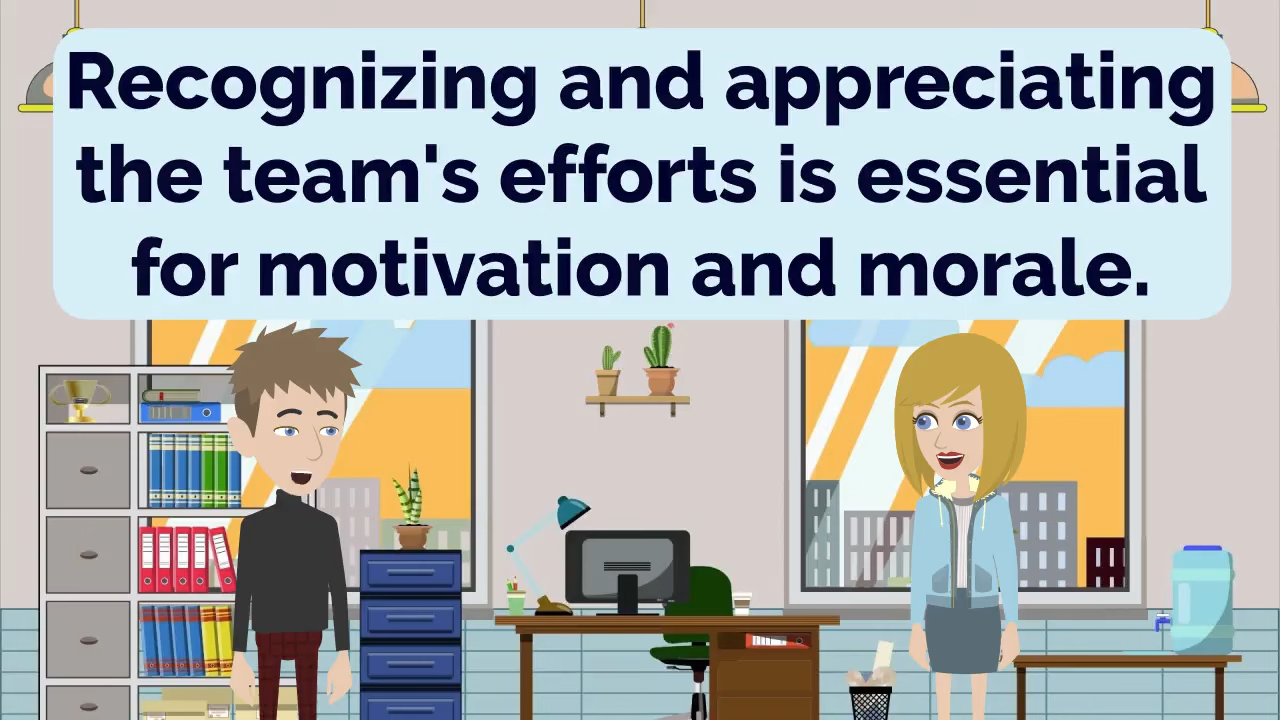 Recognizing and appreciating
the team's efforts is essential
for motivation and morale.